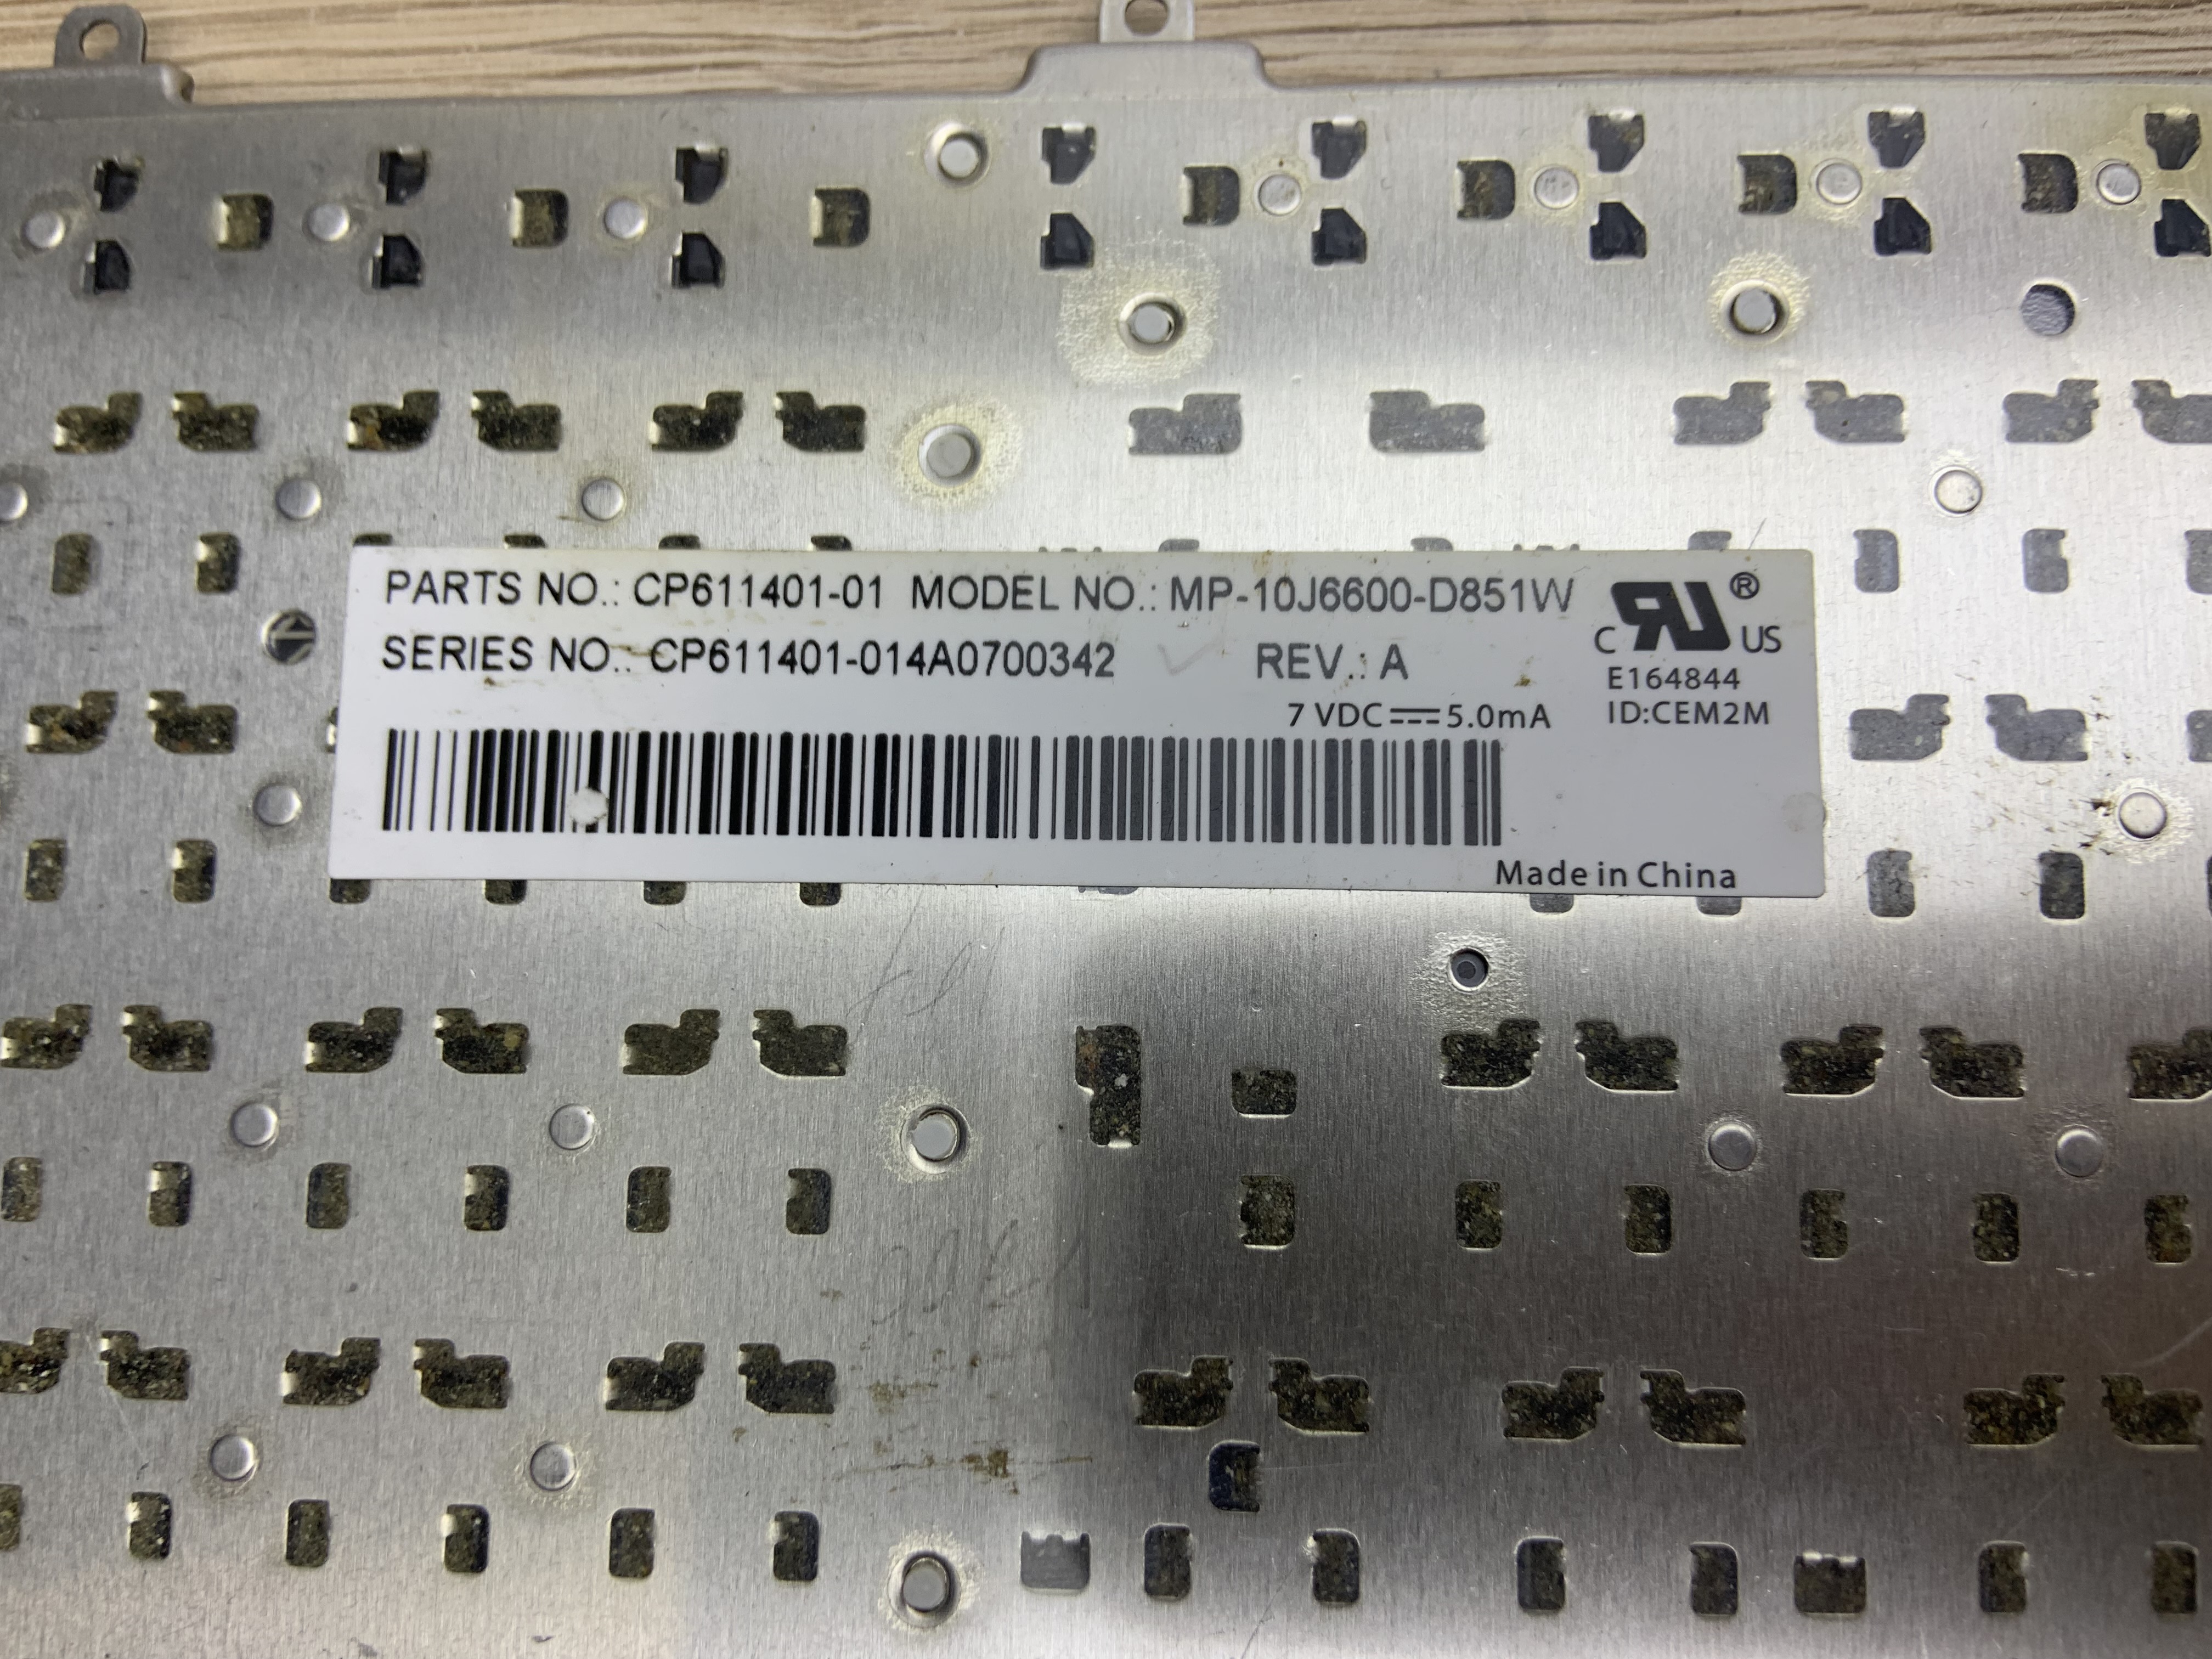 PARTS NO.: CP611401-01 MODEL NO.: MP-10J6600-D851W
SERIES NO.: CP611401-014A0700342 REV.: A
7 VDC⎓5.0mA
C RU ® US
E164844
ID:CEM2M
Made in China